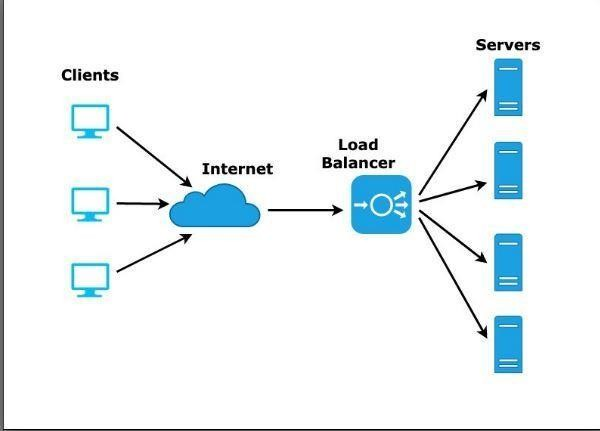 Clients
Internet
Load
Balancer
Servers